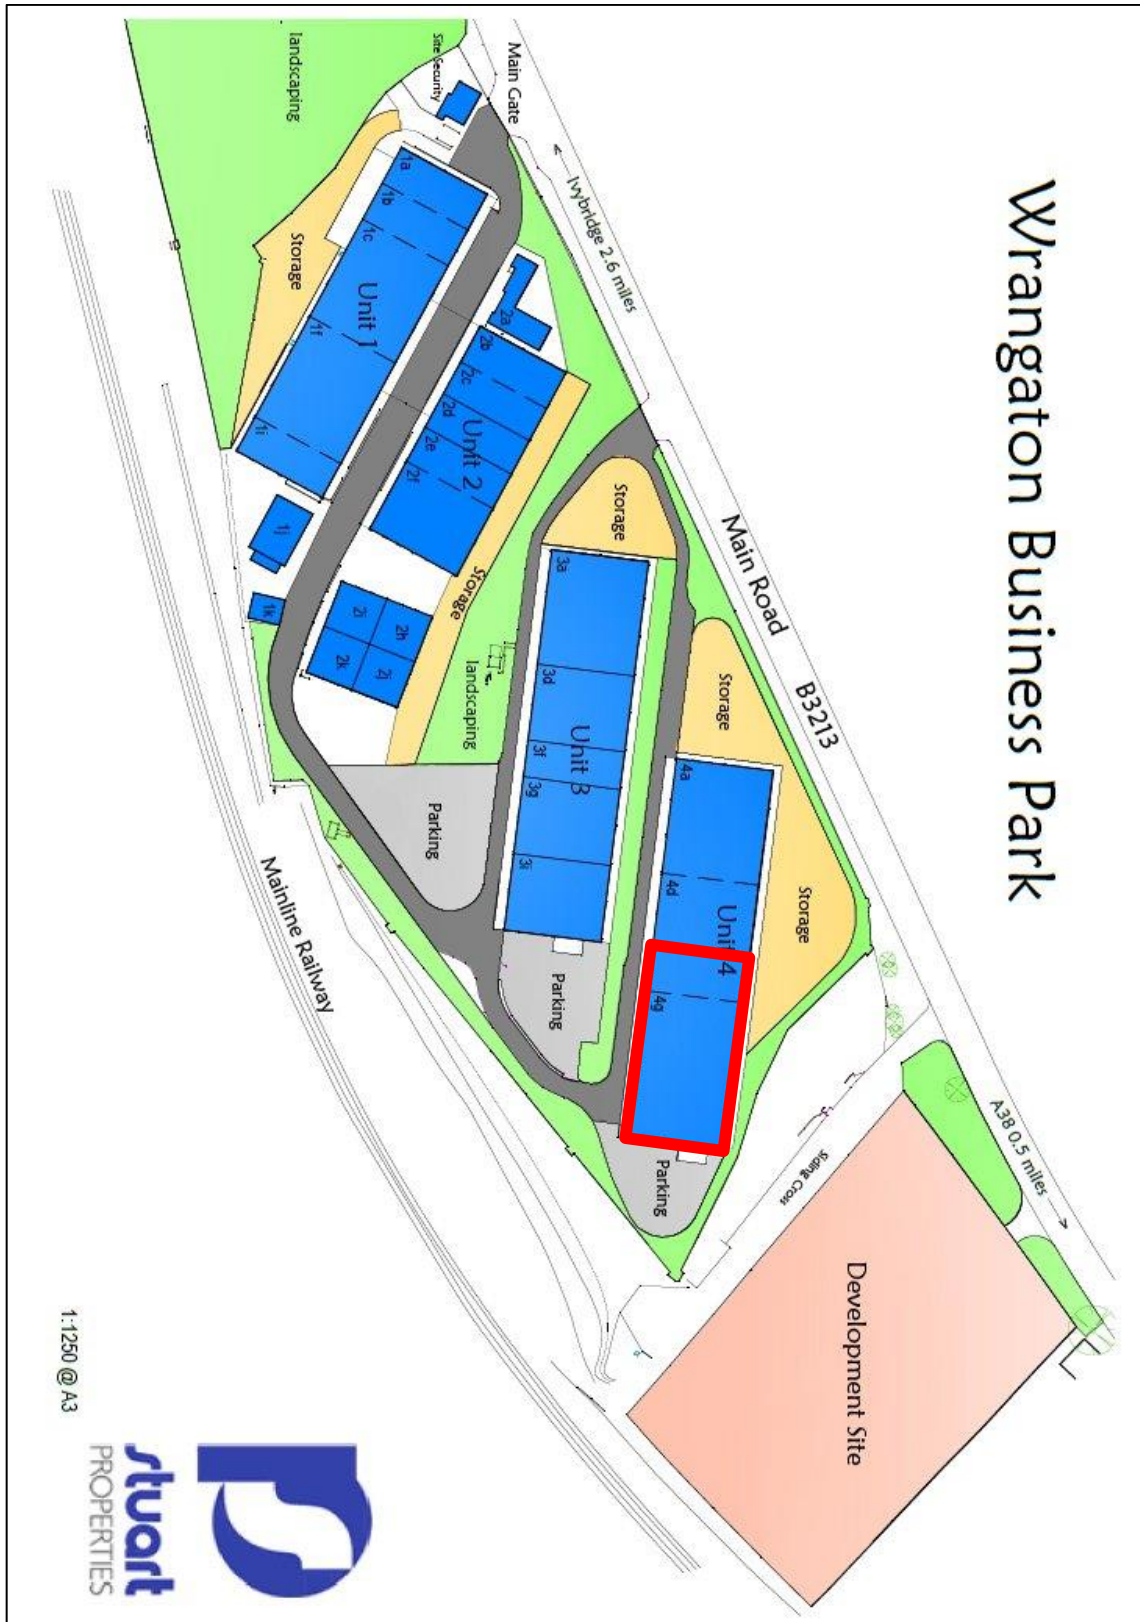 Wrangaton Business Park
Main Gate
Site Security
landscaping
Ivybridge 2.6 miles
Main Road
B3213
A38 0.5 miles
1a
1b
1c
Unit 1
1f
1i
1j
1k
Storage
2a
2b
2c
2d
Unit 2
2e
2f
2h
2i
2j
2k
Storage
landscaping
Storage
3a
3d
Unit 3
3f
3g
3i
Parking
Parking
Storage
Storage
4a
4d
Unit 4
4g
Parking
Siding Cross
Development Site
Mainline Railway
1:1250 @ A3
stuart
PROPERTIES